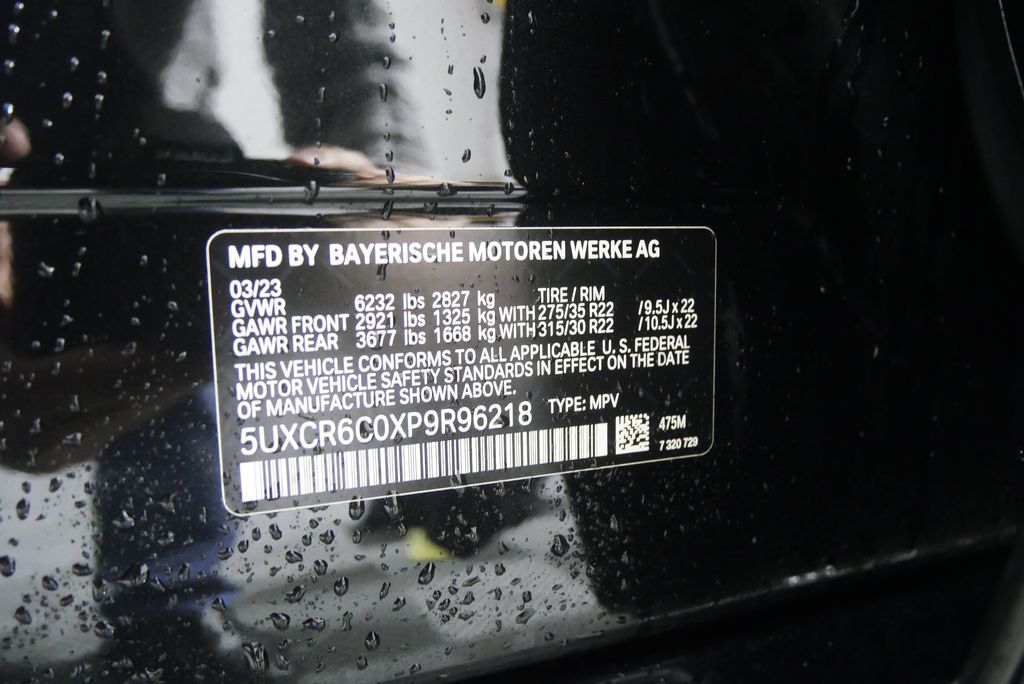 MFD BY BAYERISCHE MOTOREN WERKE AG
03/23
GVWR 6232 lbs 2827 kg TIRE / RIM
GAWR FRONT 2921 lbs 1325 kg WITH 275/35 R22 / 9.5J x 22
GAWR REAR 3677 lbs 1668 kg WITH 315/30 R22 / 10.5J x 22
THIS VEHICLE CONFORMS TO ALL APPLICABLE U. S. FEDERAL
MOTOR VEHICLE SAFETY STANDARDS IN EFFECT ON THE DATE
OF MANUFACTURE SHOWN ABOVE.
5UXCR6C0XP9R96218 TYPE: MPV
475M
7 320 729